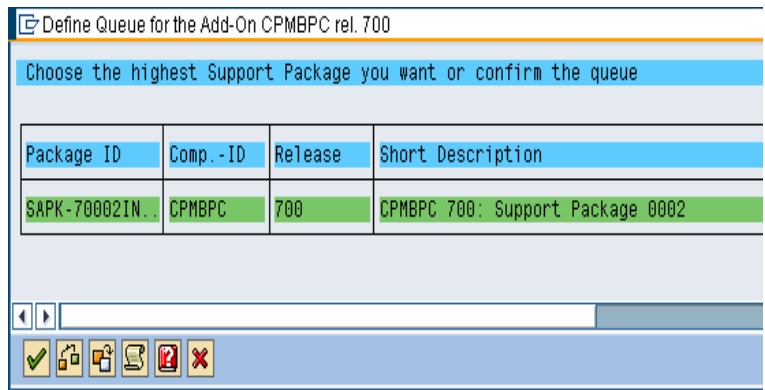 Define Queue for the Add-On CPMBPC rel. 700
Choose the highest Support Package you want or confirm the queue
Package ID Comp.-ID Release Short Description
SAPK-70002IN.. CPMBPC 700 CPMBPC 700: Support Package 0002